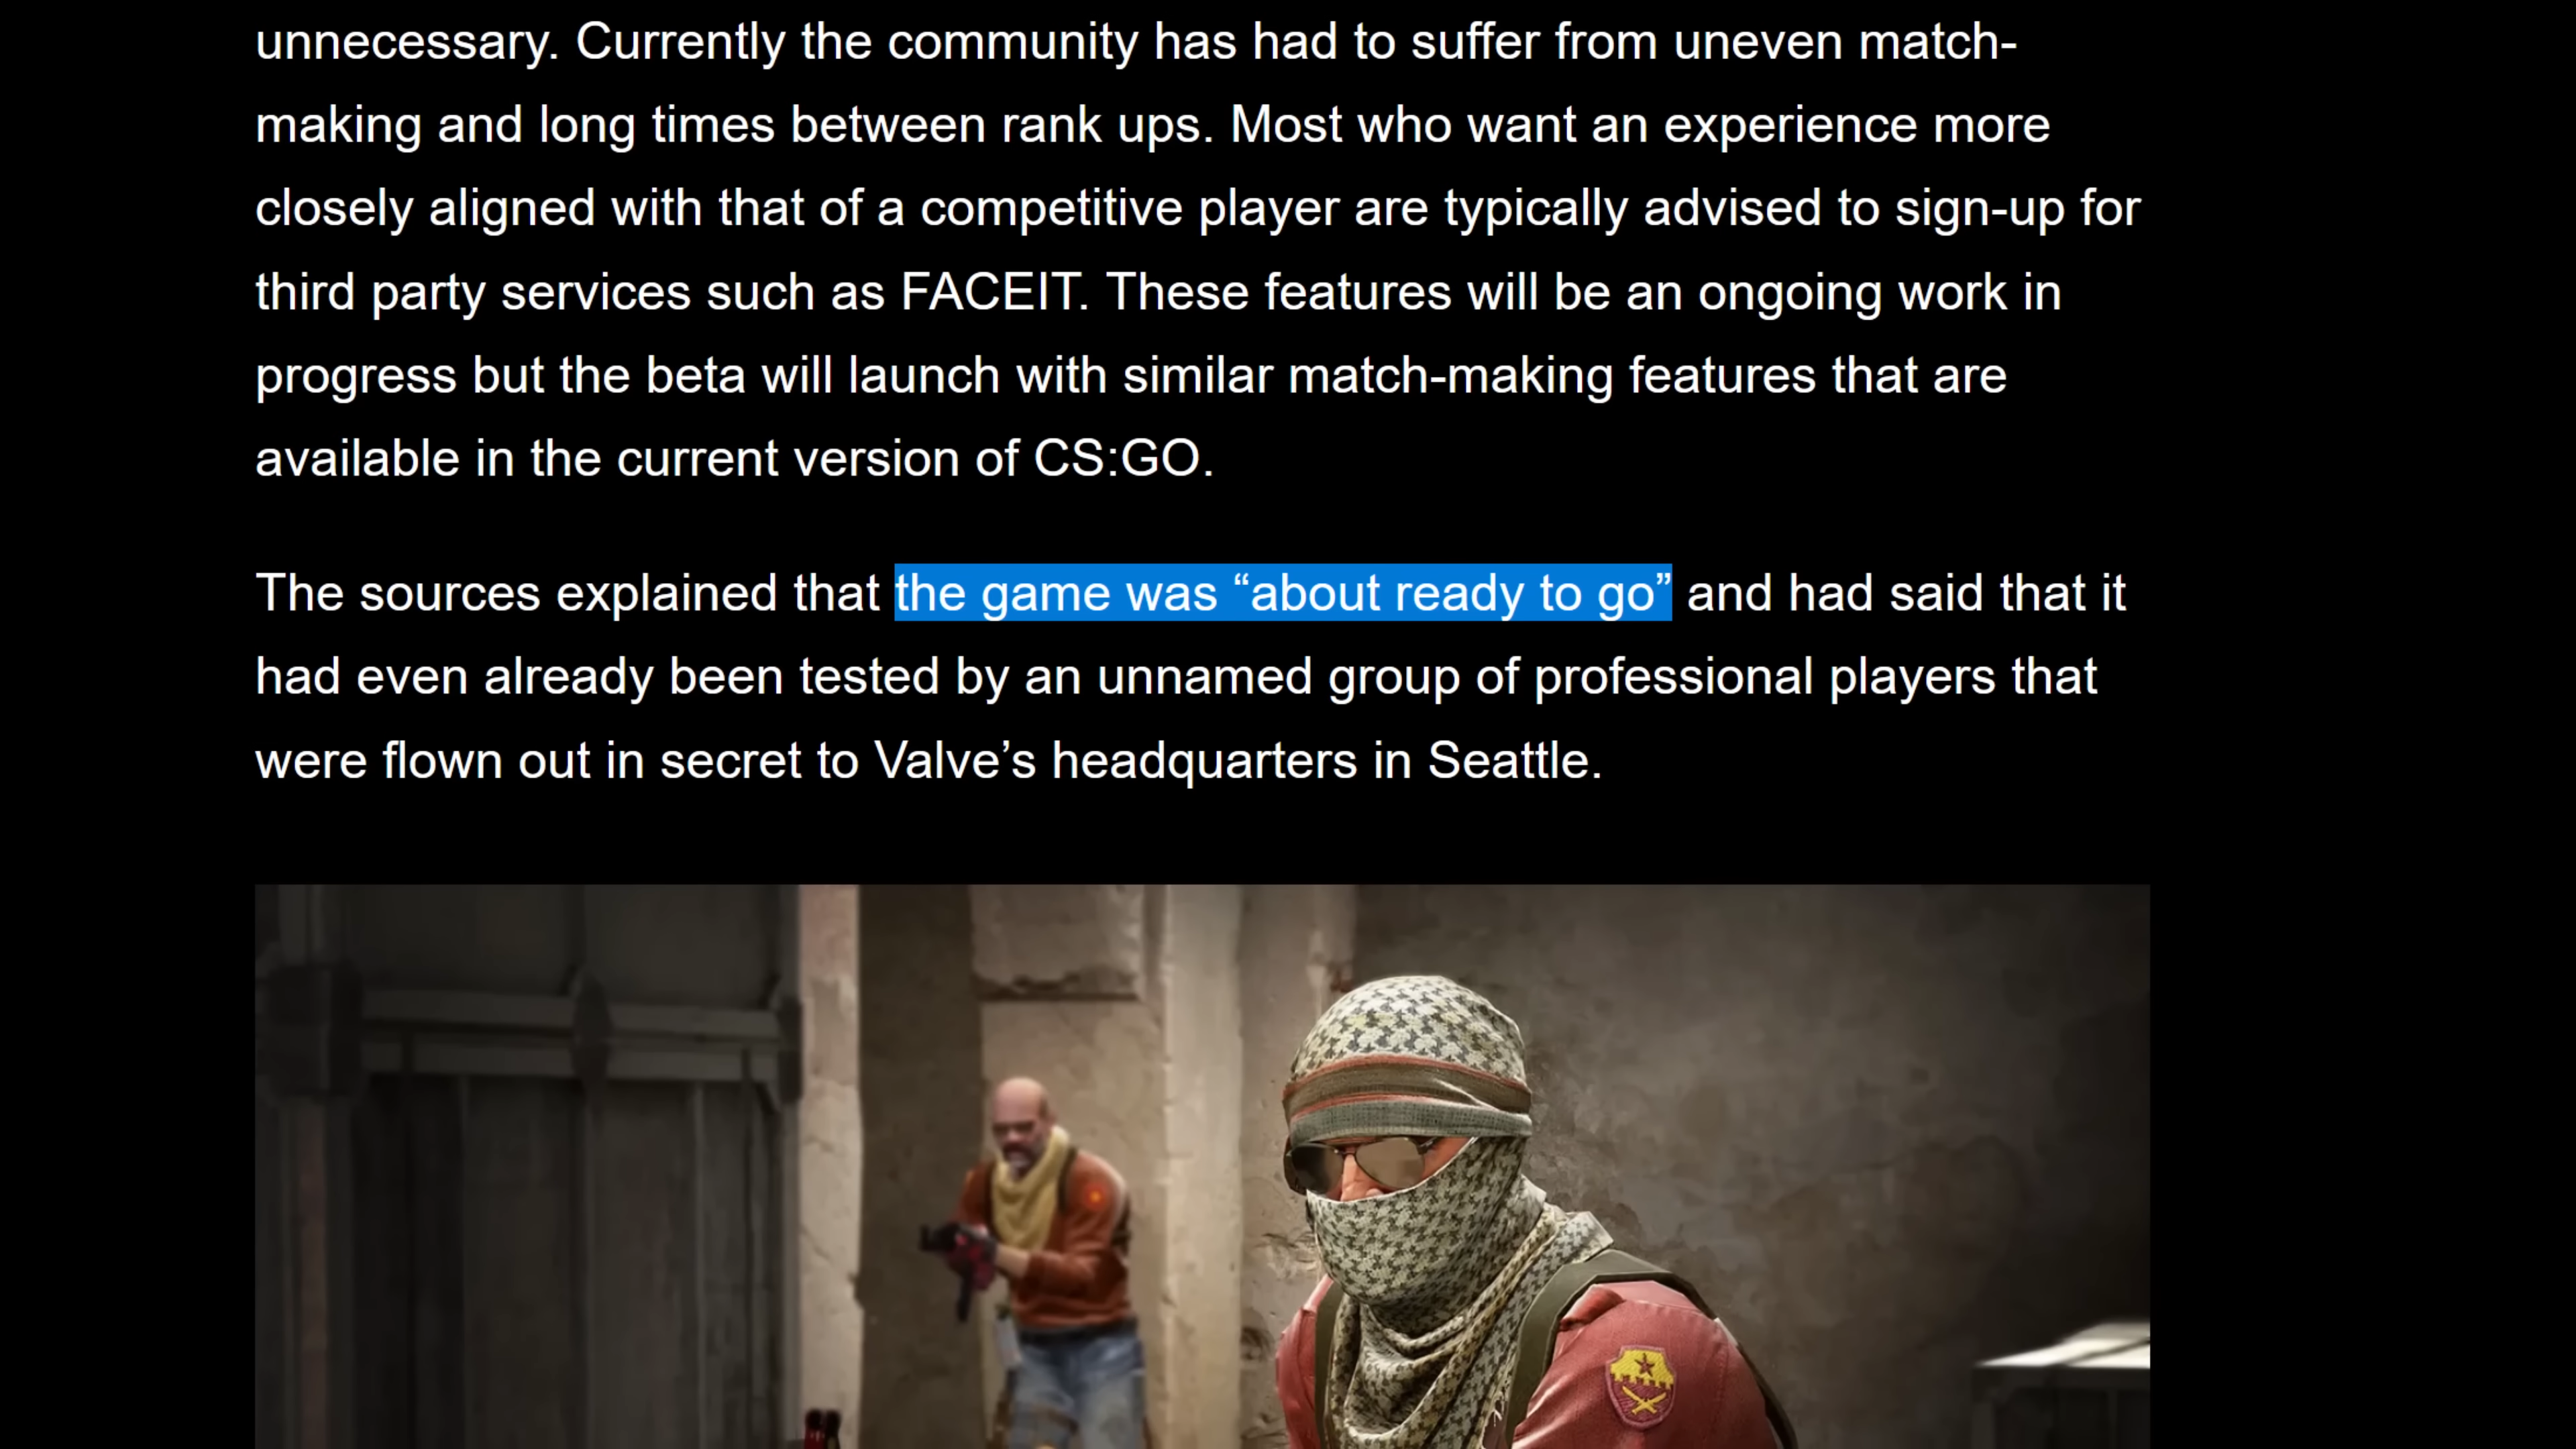 unnecessary. Currently the community has had to suffer from uneven match-
making and long times between rank ups. Most who want an experience more
closely aligned with that of a competitive player are typically advised to sign-up for
third party services such as FACEIT. These features will be an ongoing work in
progress but the beta will launch with similar match-making features that are
available in the current version of CS:GO.
The sources explained that the game was “about ready to go” and had said that it
had even already been tested by an unnamed group of professional players that
were flown out in secret to Valve’s headquarters in Seattle.